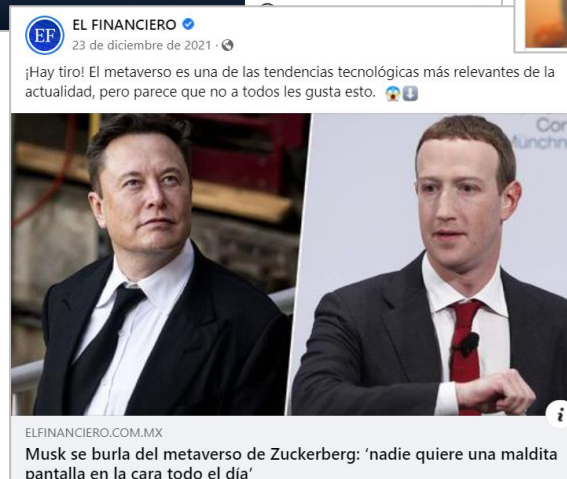 EF
EL FINANCIERO
23 de diciembre de 2021 ·
¡Hay tiro! El metaverso es una de las tendencias tecnológicas más relevantes de la
actualidad, pero parece que no a todos les gusta esto.
Con
Münchn
i
ELFINANCIERO.COM.MX
Musk se burla del metaverso de Zuckerberg: ‘nadie quiere una maldita
pantalla en la cara todo el día’